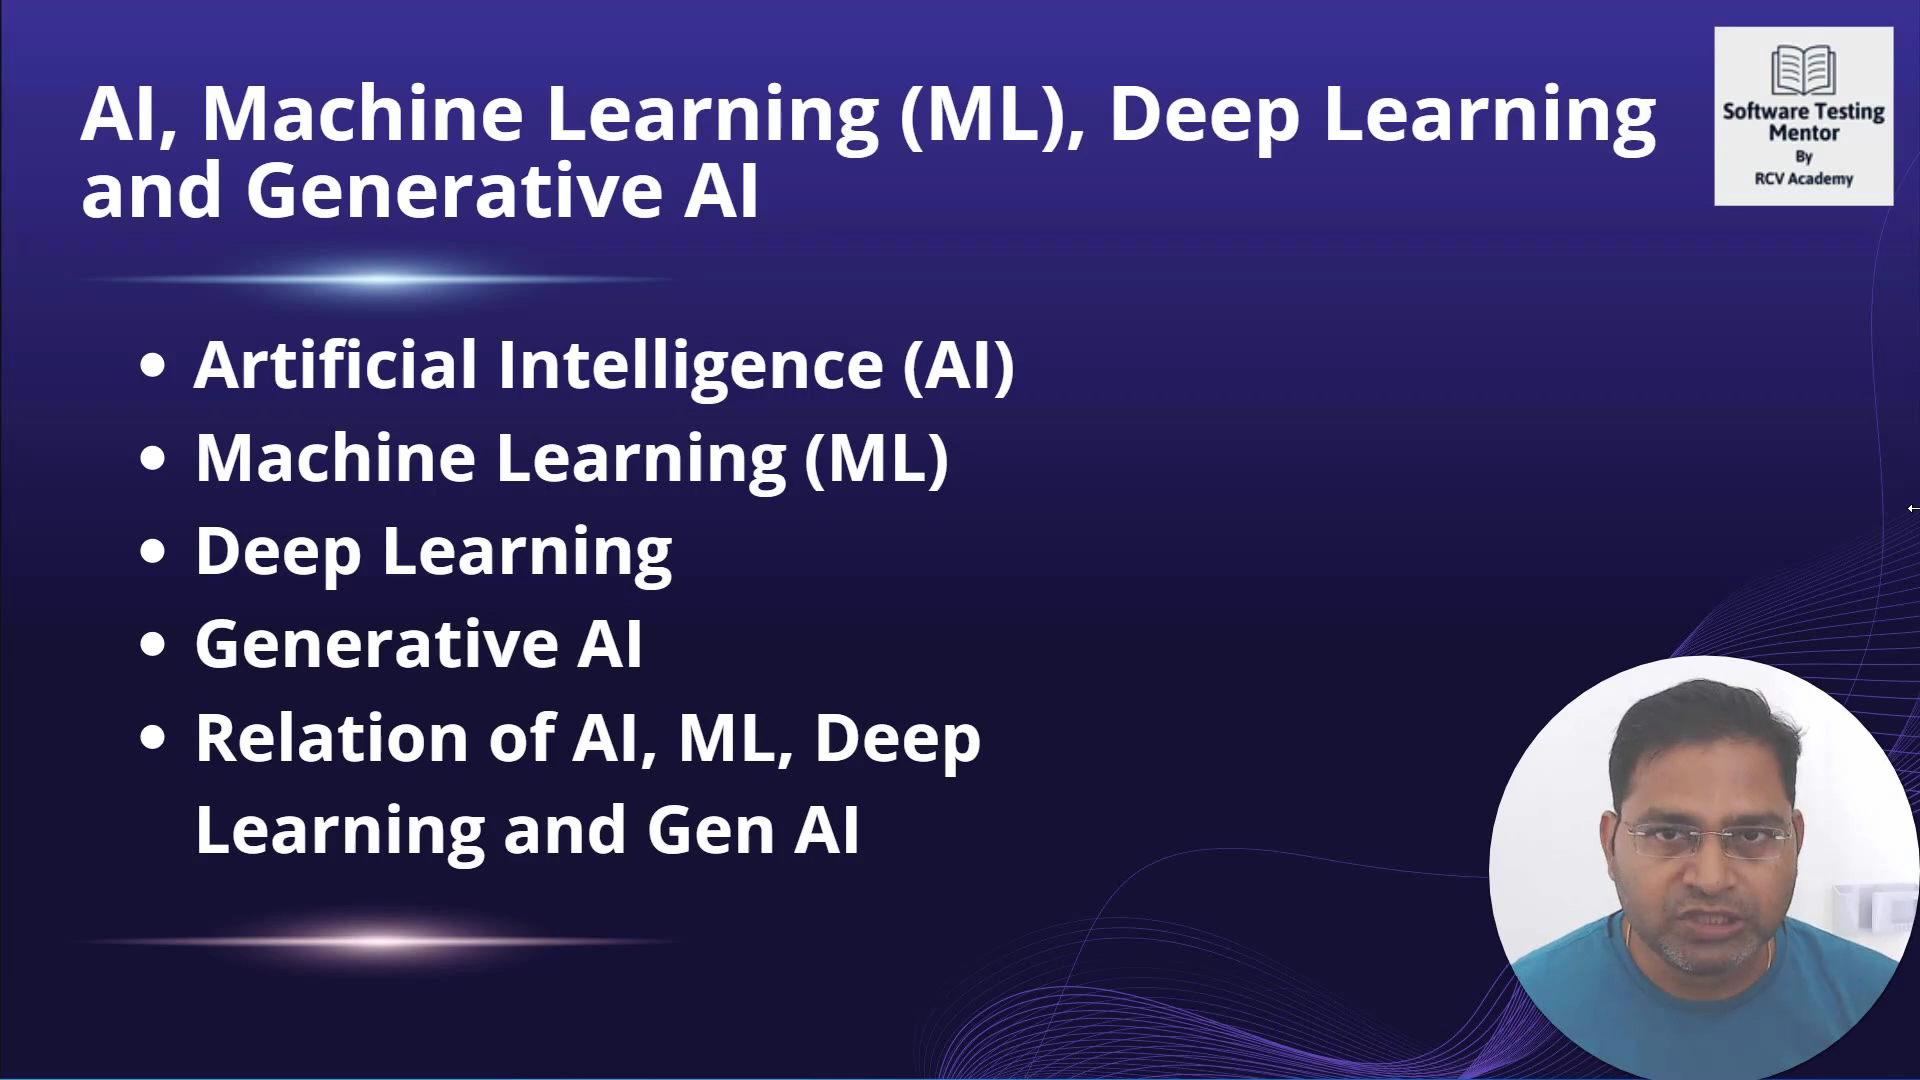 AI, Machine Learning (ML), Deep Learning
and Generative AI
Software Testing
Mentor
By
RCV Academy
• Artificial Intelligence (AI)
• Machine Learning (ML)
• Deep Learning
• Generative AI
• Relation of AI, ML, Deep
Learning and Gen AI